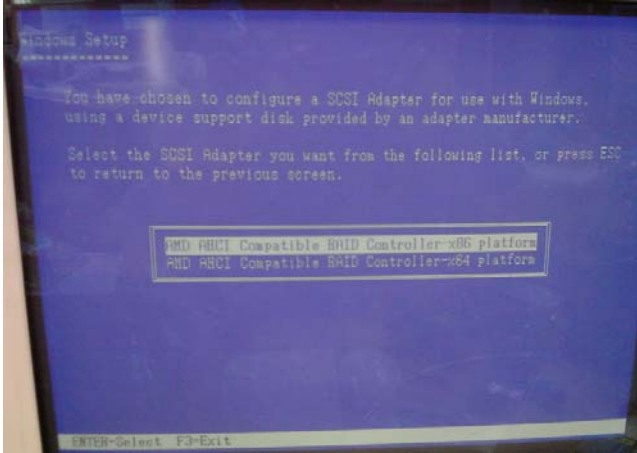 Windows Setup
You have chosen to configure a SCSI Adapter for use with Windows,
using a device support disk provided by an adapter manufacturer.
Select the SCSI Adapter you want from the following list, or press ESC
to return to the previous screen.
AMD AHCI Compatible RAID Controller-x86 platform
AMD AHCI Compatible RAID Controller-x64 platform
ENTER=Select F3=Exit